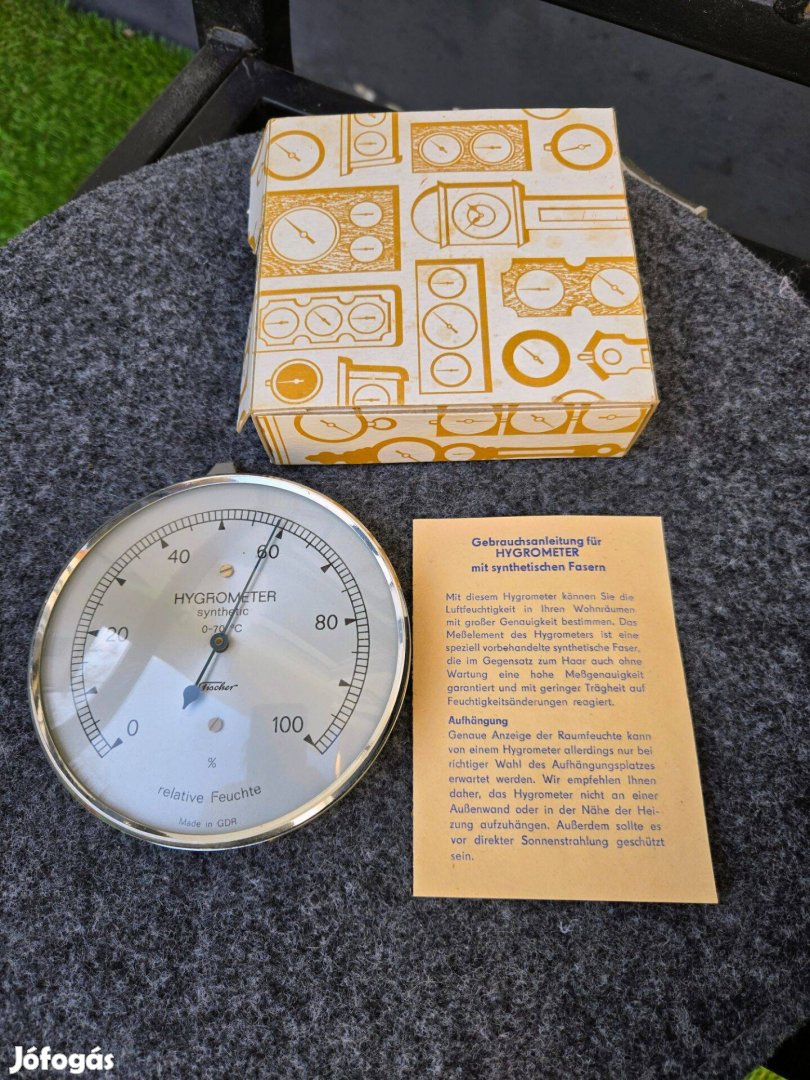 40
60
HYGROMETER
synthetic
0-70 °C
20
80
Fischer
0
100
%
relative Feuchte
Made in GDR
Gebrauchsanleitung für
HYGROMETER
mit synthetischen Fasern
Mit diesem Hygrometer können Sie die
Luftfeuchtigkeit in Ihren Wohnräumen
mit großer Genauigkeit bestimmen. Das
Meßelement des Hygrometers ist eine
speziell vorbehandelte synthetische Faser,
die im Gegensatz zum Haar auch ohne
Wartung eine hohe Meßgenauigkeit
garantiert und mit geringer Trägheit auf
Feuchtigkeitsänderungen reagiert.
Aufhängung
Genaue Anzeige der Raumfeuchte kann
von einem Hygrometer allerdings nur bei
richtiger Wahl des Aufhängungsplatzes
erwartet werden. Wir empfehlen Ihnen
daher, das Hygrometer nicht an einer
Außenwand oder in der Nähe der Hei-
zung aufzuhängen. Außerdem sollte es
vor direkter Sonnenstrahlung geschützt
sein.
Jófogás